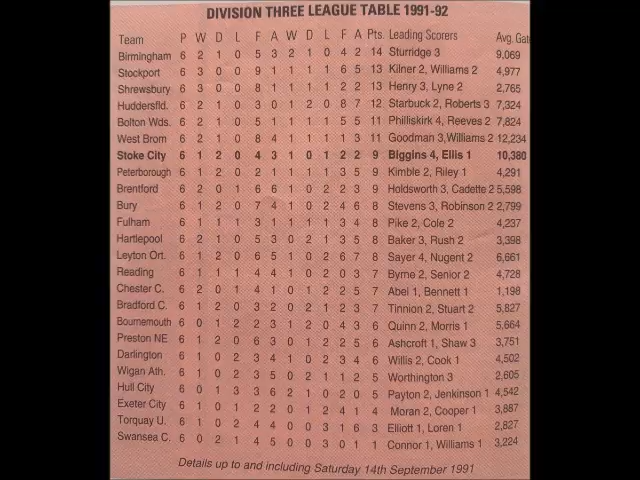 DIVISION THREE LEAGUE TABLE 1991-92
Team P W D L F A W D L F A Pts. Leading Scorers Avg. Gat
Birmingham 6 2 1 0 5 3 2 1 0 4 2 14 Sturridge 3 9,069
Stockport 6 3 0 0 9 1 1 1 1 6 5 13 Kilner 2, Williams 2 4,977
Shrewsbury 6 3 0 0 8 1 1 1 1 2 2 13 Henry 3, Lyne 2 2,765
Huddersfld. 6 2 1 0 3 0 1 2 0 8 7 12 Starbuck 2, Roberts 3 7,324
Bolton Wds. 6 2 1 0 8 1 1 1 1 5 5 11 Philliskirk 4, Reeves 2 7,824
West Brom 6 2 1 0 8 4 1 1 1 1 3 11 Goodman 3,Williams 2 12,234
Stoke City 6 1 2 0 4 3 1 0 1 2 2 9 Biggins 4, Ellis 1 10,380
Peterborough 6 1 2 0 2 1 1 1 1 3 5 9 Kimble 2, Riley 1 4,291
Brentford 6 2 0 1 6 6 1 0 2 2 3 9 Holdsworth 3, Cadette 2 5,598
Bury 6 1 2 0 7 4 1 0 2 4 6 8 Stevens 3, Robinson 2 2,799
Fulham 6 1 1 1 3 1 1 1 1 3 4 8 Pike 2, Cole 2 4,237
Hartlepool 6 2 1 0 5 3 0 2 1 3 5 8 Baker 3, Rush 2 3,398
Leyton Ort. 6 1 2 0 6 5 1 0 2 6 7 8 Sayer 4, Nugent 2 6,661
Reading 6 1 1 1 4 4 1 0 2 0 3 7 Byrne 2, Senior 2 4,728
Chester C. 6 2 0 1 4 1 0 1 2 2 5 7 Abel 1, Bennett 1 1,198
Bradford C. 6 1 2 0 3 2 0 2 1 2 3 7 Tinnion 2, Stuart 2 5,827
Bournemouth 6 0 1 2 2 3 1 2 0 4 3 6 Quinn 2, Morris 1 5,664
Preston NE 6 1 2 0 6 3 0 1 2 2 5 6 Ashcroft 1, Shaw 3 3,751
Darlington 6 1 0 2 3 4 1 0 2 3 4 6 Willis 2, Cook 1 4,502
Wigan Ath. 6 1 0 2 3 5 0 2 1 1 2 5 Worthington 3 2,605
Hull City 6 0 1 3 3 6 2 1 0 2 0 5 Payton 2, Jenkinson 1 4,542
Exeter City 6 1 0 1 2 2 0 1 2 4 1 4 Moran 2, Cooper 1 3,887
Torquay U. 6 1 0 2 4 4 0 0 3 1 6 3 Elliott 1, Loren 1 2,827
Swansea C. 6 0 2 1 4 5 0 0 3 0 1 1 Connor 1, Williams 1 3,224
Details up to and including Saturday 14th September 1991